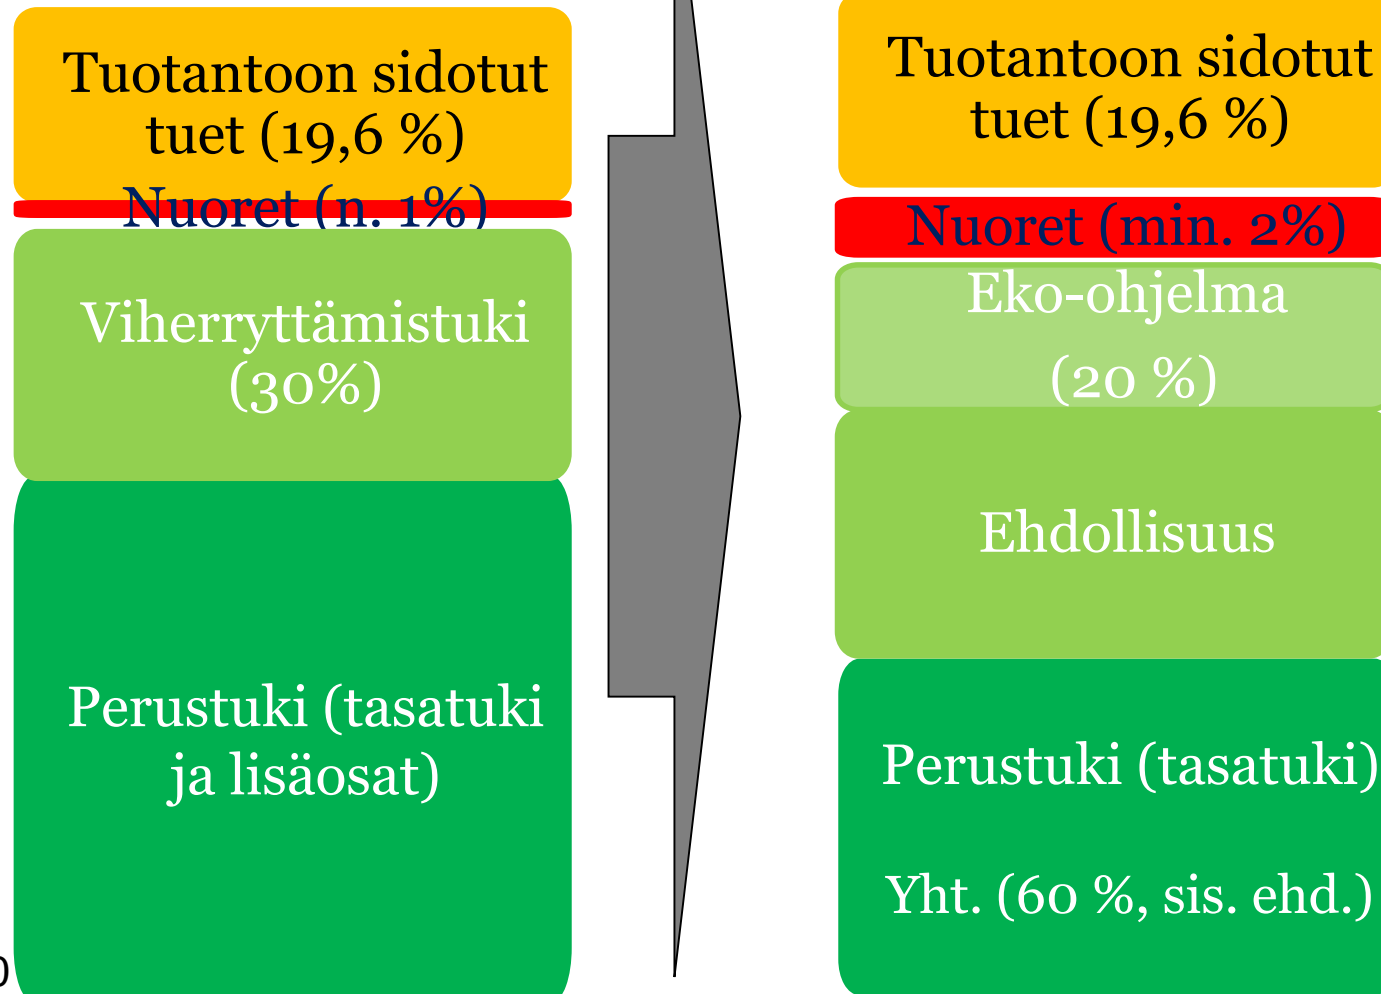 Tuotantoon sidotut
tuet (19,6 %)
Nuoret (n. 1%)
Viherryttämistuki
(30%)
Perustuki (tasatuki
ja lisäosat)
0
Tuotantoon sidotut
tuet (19,6 %)
Nuoret (min. 2%)
Eko-ohjelma
(20 %)
Ehdollisuus
Perustuki (tasatuki)
Yht. (60 %, sis. ehd.)